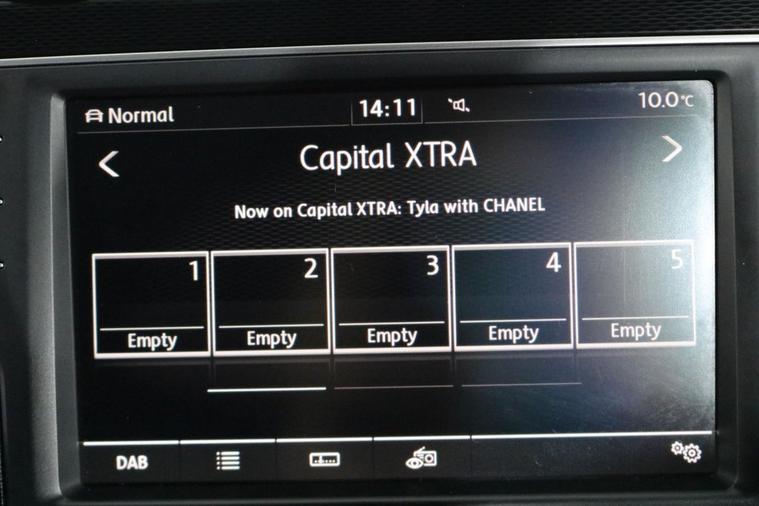 Normal 14:11 10.0°C
Capital XTRA
Now on Capital XTRA: Tyla with CHANEL
1 2 3 4 5
Empty Empty Empty Empty Empty
DAB